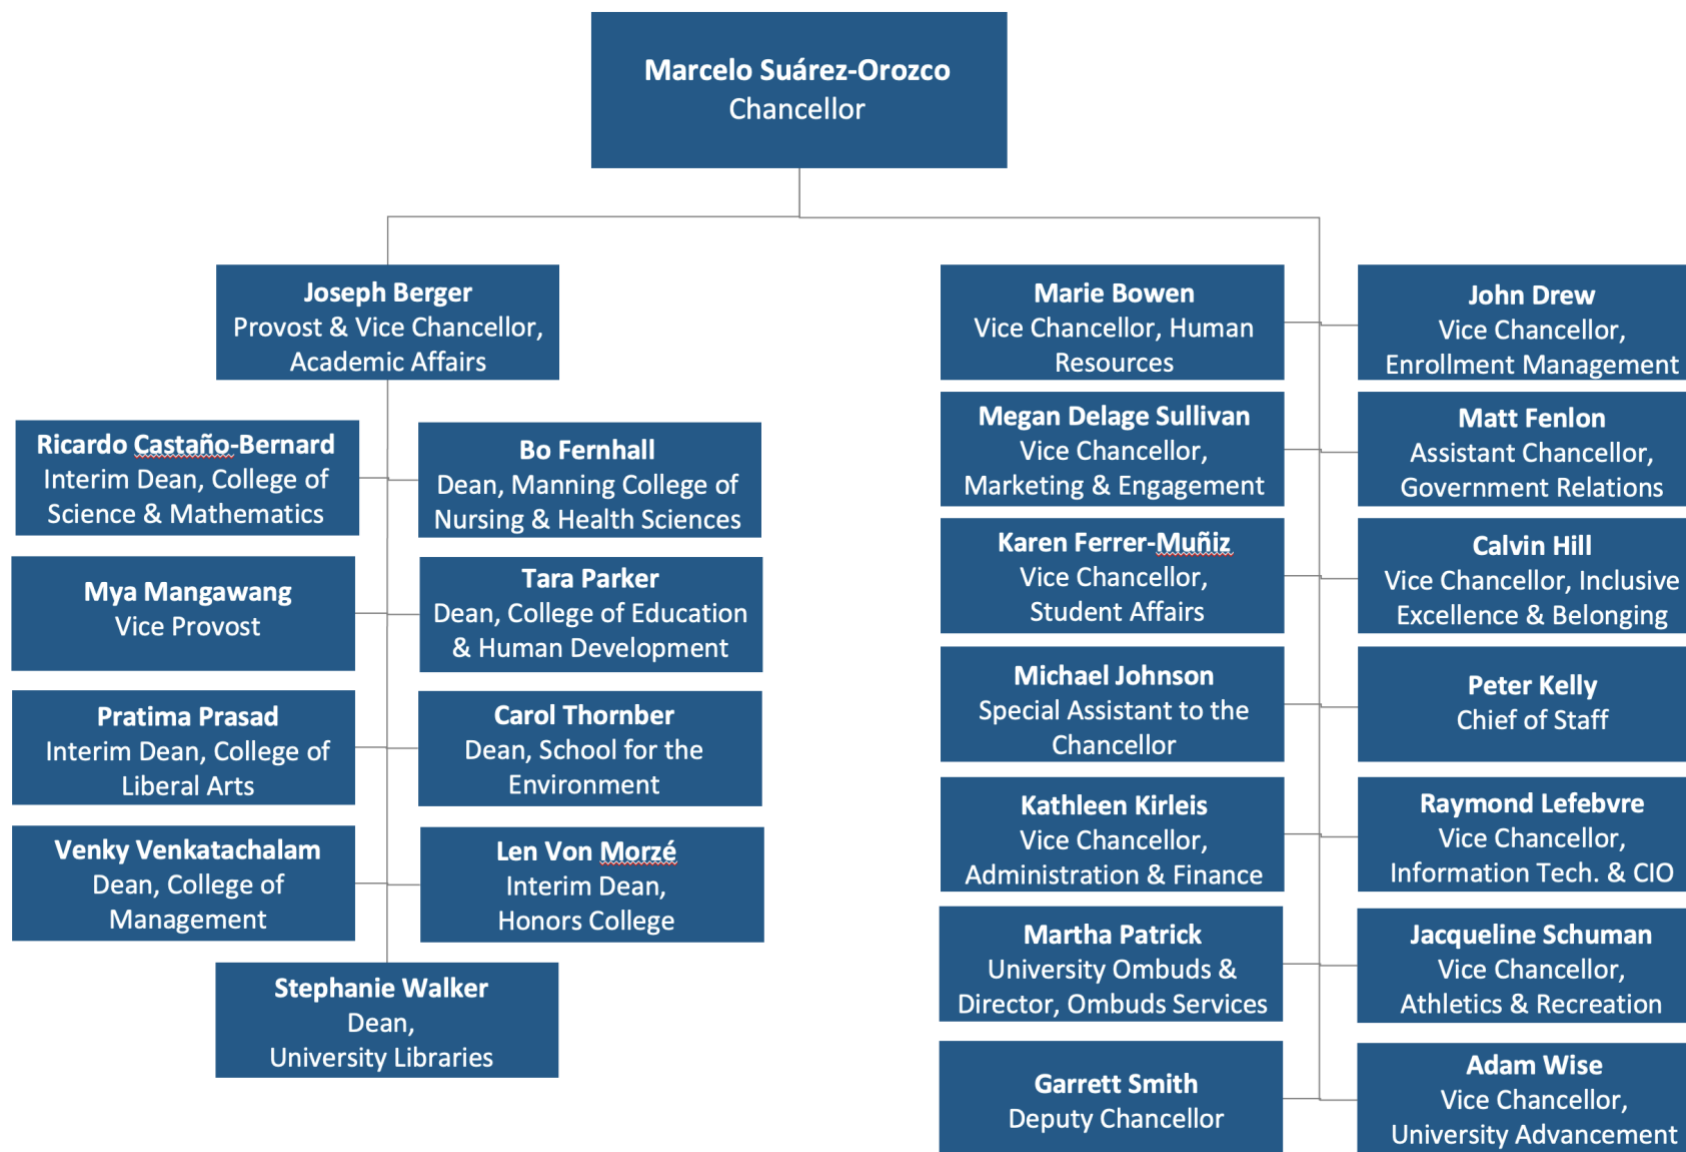 Marcelo Suárez-Orozco
Chancellor
Joseph Berger
Provost & Vice Chancellor,
Academic Affairs
Ricardo Castaño-Bernard
Interim Dean, College of
Science & Mathematics
Bo Fernhall
Dean, Manning College of
Nursing & Health Sciences
Mya Mangawang
Vice Provost
Tara Parker
Dean, College of Education
& Human Development
Pratima Prasad
Interim Dean, College of
Liberal Arts
Carol Thornber
Dean, School for the
Environment
Venky Venkatachalam
Dean, College of
Management
Len Von Morzé
Interim Dean,
Honors College
Stephanie Walker
Dean,
University Libraries
Marie Bowen
Vice Chancellor, Human
Resources
John Drew
Vice Chancellor,
Enrollment Management
Megan Delage Sullivan
Vice Chancellor,
Marketing & Engagement
Matt Fenlon
Assistant Chancellor,
Government Relations
Karen Ferrer-Muñiz
Vice Chancellor,
Student Affairs
Calvin Hill
Vice Chancellor, Inclusive
Excellence & Belonging
Michael Johnson
Special Assistant to the
Chancellor
Peter Kelly
Chief of Staff
Kathleen Kirleis
Vice Chancellor,
Administration & Finance
Raymond Lefebvre
Vice Chancellor,
Information Tech. & CIO
Martha Patrick
University Ombuds &
Director, Ombuds Services
Jacqueline Schuman
Vice Chancellor,
Athletics & Recreation
Garrett Smith
Deputy Chancellor
Adam Wise
Vice Chancellor,
University Advancement